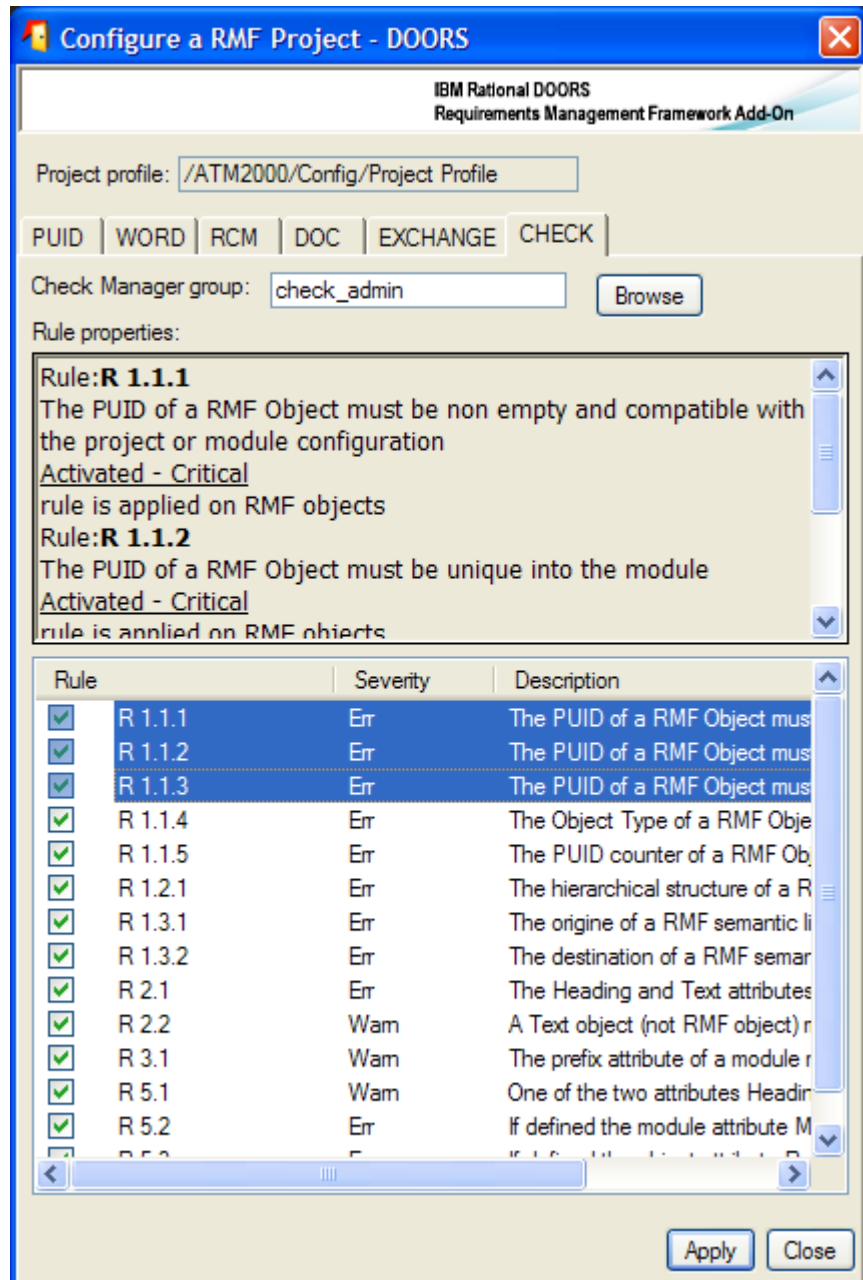 Configure a RMF Project - DOORS
IBM Rational DOORS
Requirements Management Framework Add-On
Project profile: /ATM2000/Config/Project Profile
PUID WORD RCM DOC EXCHANGE CHECK
Check Manager group: check_admin Browse
Rule properties:
Rule:R 1.1.1
The PUID of a RMF Object must be non empty and compatible with
the project or module configuration
Activated - Critical
rule is applied on RMF objects
Rule:R 1.1.2
The PUID of a RMF Object must be unique into the module
Activated - Critical
rule is applied on RMF objects
Rule Severity Description
R 1.1.1 Err The PUID of a RMF Object mus
R 1.1.2 Err The PUID of a RMF Object mus
R 1.1.3 Err The PUID of a RMF Object mus
R 1.1.4 Err The Object Type of a RMF Obje
R 1.1.5 Err The PUID counter of a RMF Obj
R 1.2.1 Err The hierarchical structure of a R
R 1.3.1 Err The origine of a RMF semantic li
R 1.3.2 Err The destination of a RMF seman
R 2.1 Err The Heading and Text attributes
R 2.2 Warn A Text object (not RMF object) r
R 3.1 Warn The prefix attribute of a module r
R 5.1 Warn One of the two attributes Headin
R 5.2 Err If defined the module attribute M
Apply Close